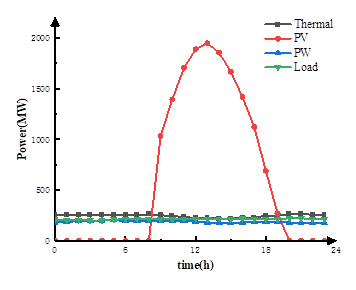 Thermal
PV
PW
Load
2000
1500
1000
500
0
Power(MW)
0 6 12 18 24
time(h)